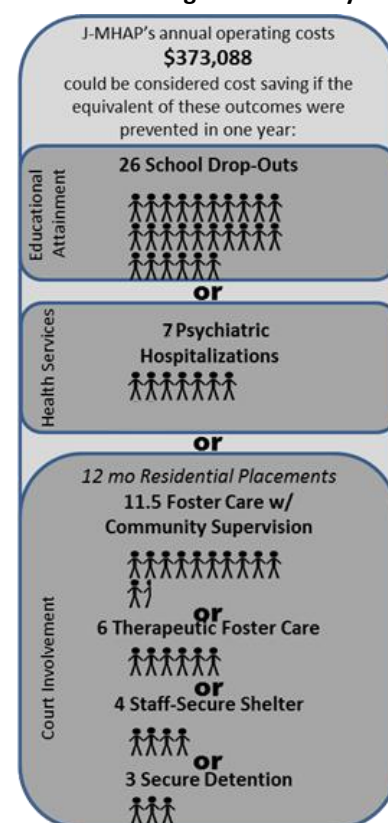 J-MHAP's annual operating costs
$373,088
could be considered cost saving if the
equivalent of these outcomes were
prevented in one year:
Educational
Attainment
26 School Drop-Outs
or
Health Services
7 Psychiatric
Hospitalizations
or
Court Involvement
12 mo Residential Placements
11.5 Foster Care w/
Community Supervision
or
6 Therapeutic Foster Care
or
4 Staff-Secure Shelter
or
3 Secure Detention